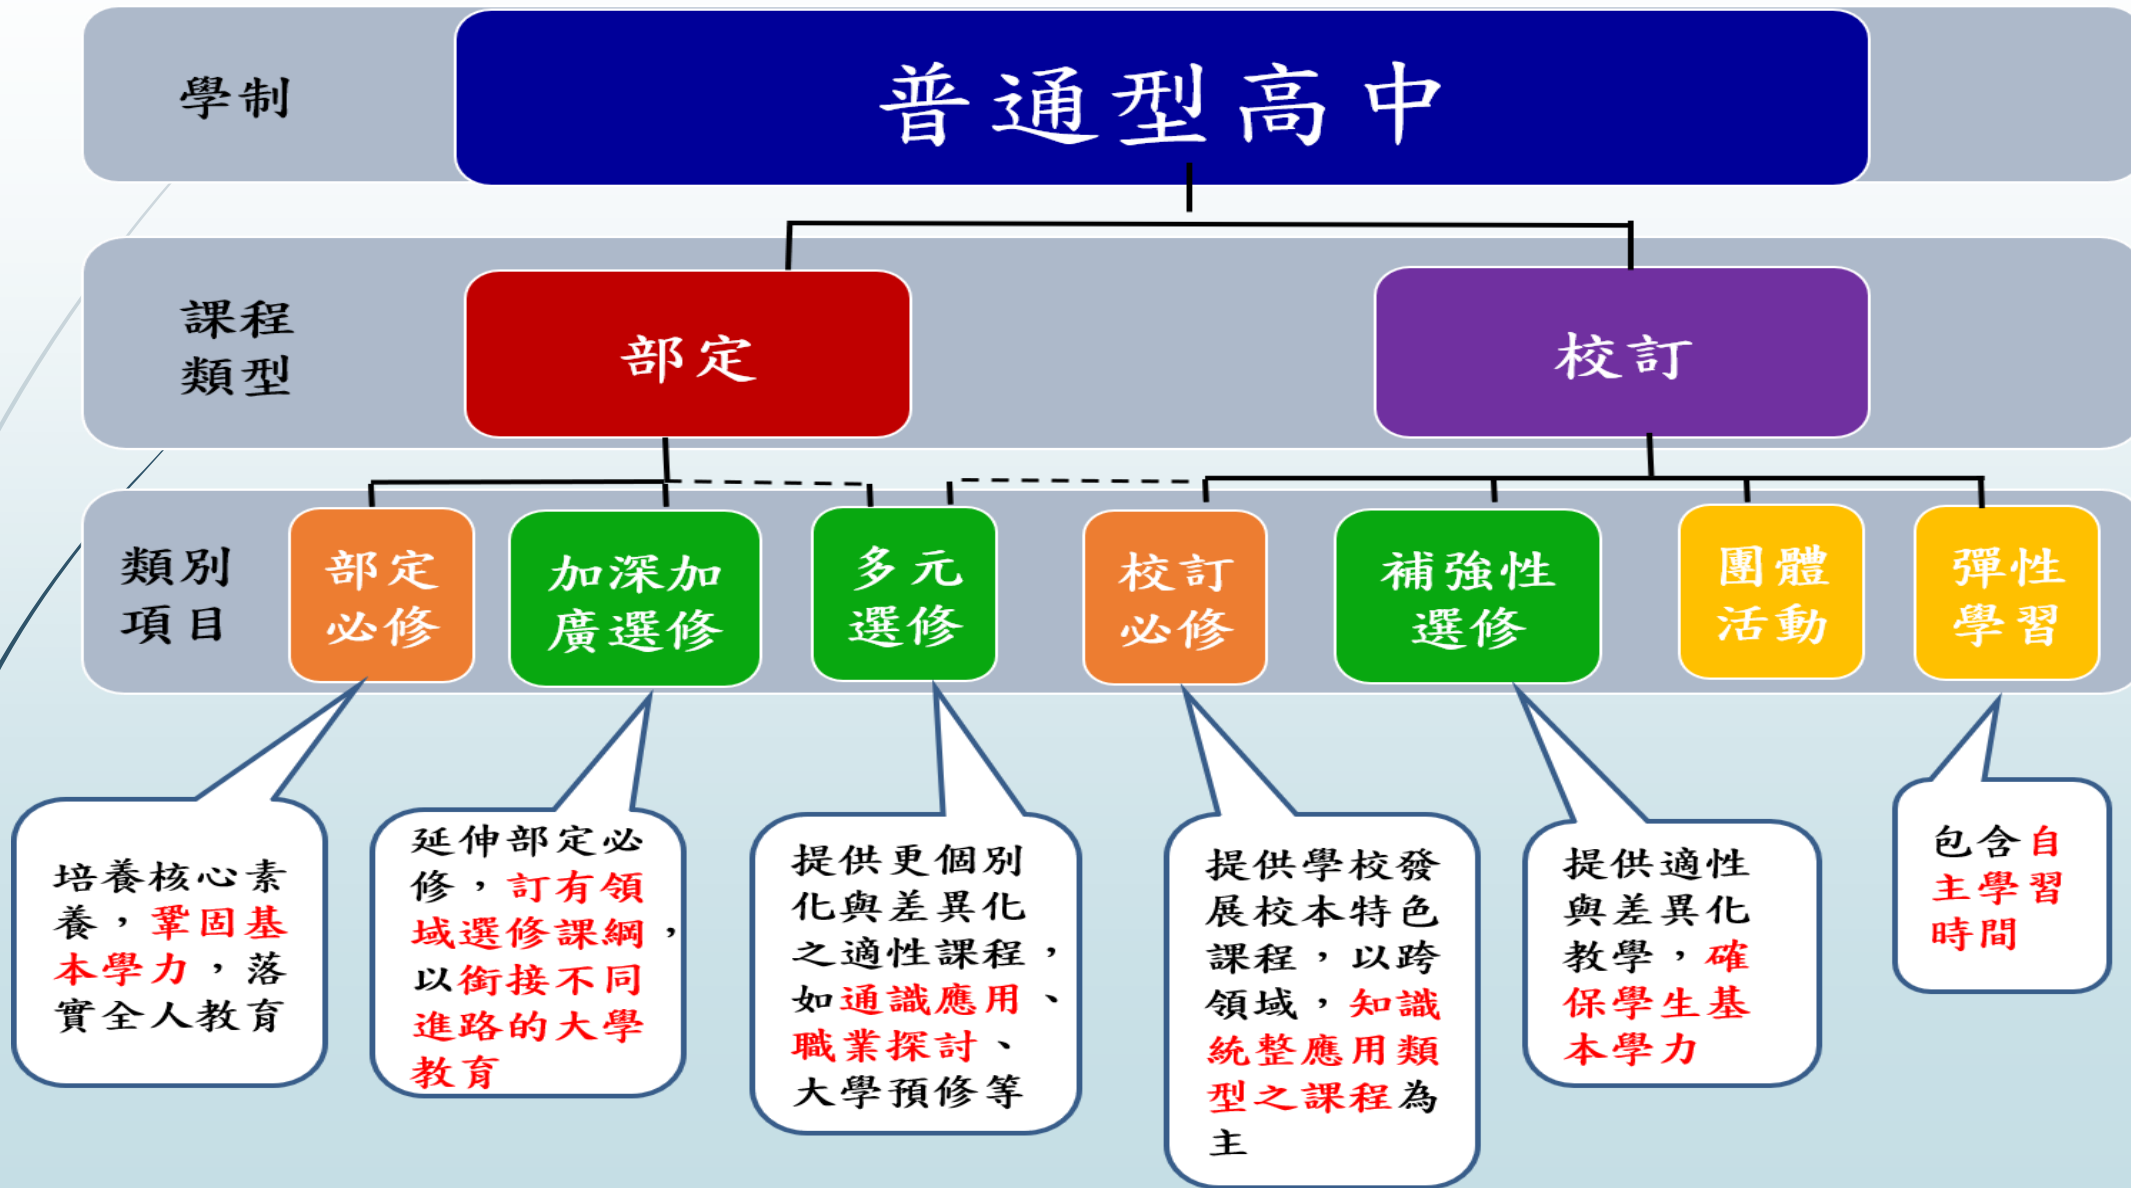 學制
普通型高中
課程
類型
部定
校訂
類別
項目
部定
必修
加深加
廣選修
多元
選修
校訂
必修
補強性
選修
團體
活動
彈性
學習
培養核心素
養，鞏固基
本學力，落
實全人教育
延伸部定必
修，訂有領
域選修課綱，
以銜接不同
進路的大學
教育
提供更個別
化與差異化
之適性課程，
如通識應用、
職業探討、
大學預修等
提供學校發
展校本特色
課程，以跨
領域，知識
統整應用類
型之課程為
主
提供適性
與差異化
教學，確
保學生基
本學力
包含自
主學習
時間